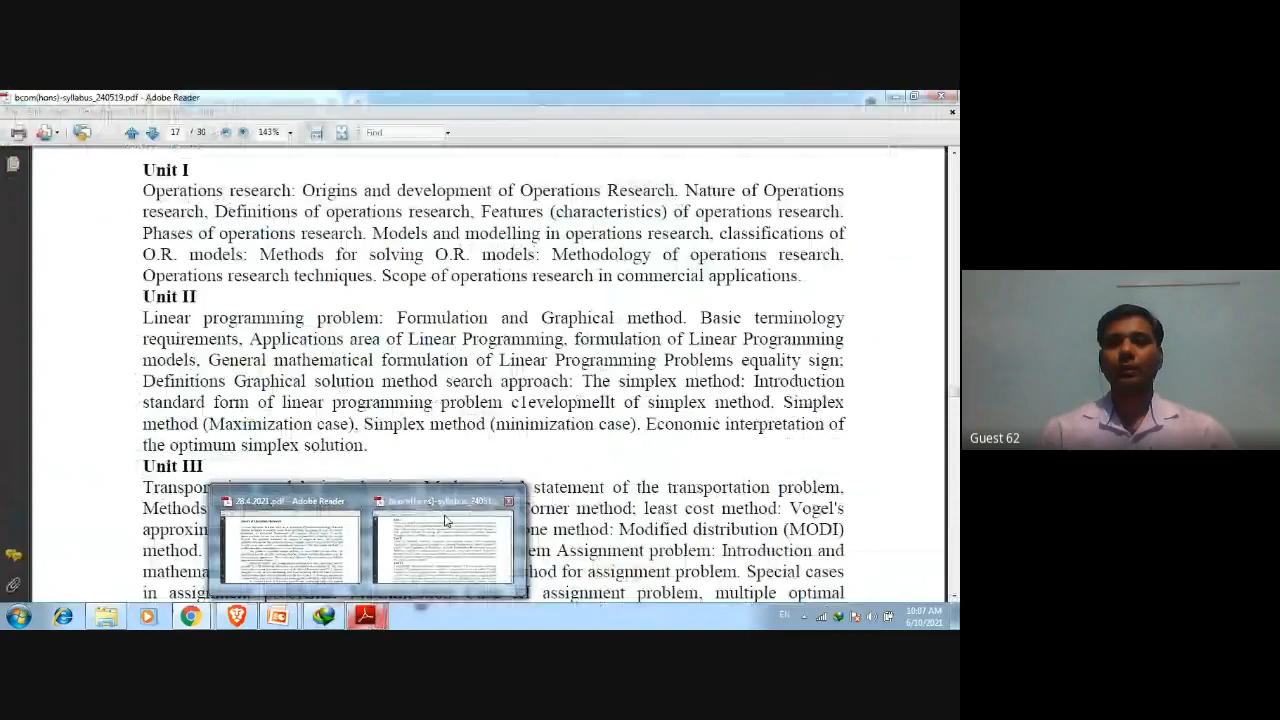 bcom(hons)-syllabus_240519.pdf - Adobe Reader
17 / 30 143% Find
Unit I
Operations research: Origins and development of Operations Research. Nature of Operations
research, Definitions of operations research, Features (characteristics) of operations research.
Phases of operations research. Models and modelling in operations research, classifications of
O.R. models: Methods for solving O.R. models: Methodology of operations research.
Operations research techniques. Scope of operations research in commercial applications.
Unit II
Linear programming problem: Formulation and Graphical method. Basic terminology
requirements, Applications area of Linear Programming, formulation of Linear Programming
models, General mathematical formulation of Linear Programming Problems equality sign;
Definitions Graphical solution method search approach: The simplex method: Introduction
standard form of linear programming problem c1evelopmellt of simplex method. Simplex
method (Maximization case), Simplex method (minimization case). Economic interpretation of
the optimum simplex solution.
Unit III
statement of the transportation problem,
Methods Corner method; least cost method: Vogel's
method: Modified distribution (MODI)
method. Assignment problem: introduction and
for assignment problem. Special cases
in assignment problem, multiple optimal
28.4.2021.pdf - Adobe Reader
bcom(hons)-syllabus_24051...
EN
10:07 AM
6/10/2021
Guest 62